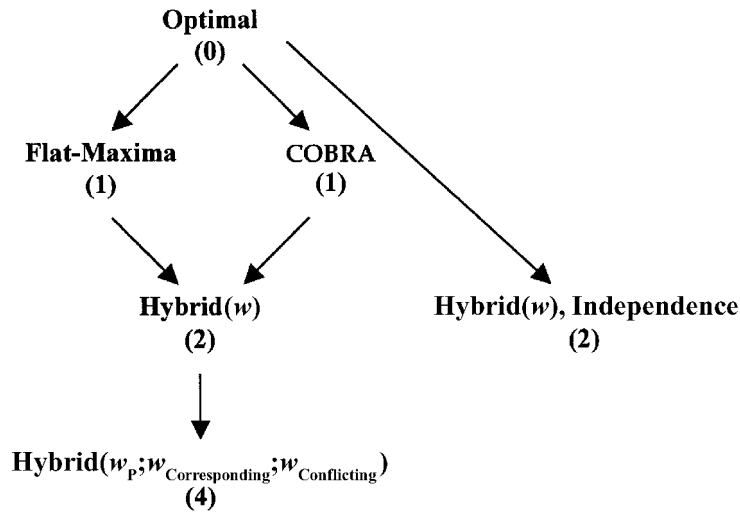 Optimal
(0)
Flat-Maxima
(1)
COBRA
(1)
Hybrid(w)
(2)
Hybrid(w), Independence
(2)
Hybrid(wP;wCorresponding;wConflicting)
(4)